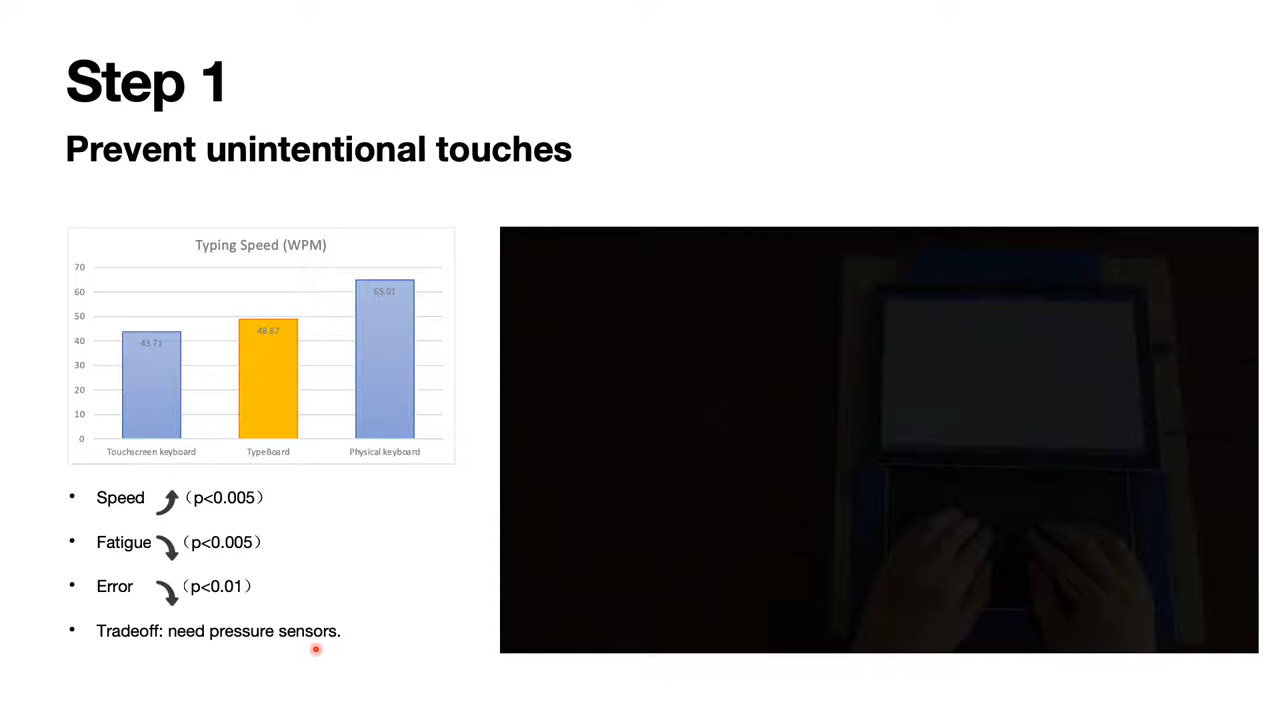 Step 1
Prevent unintentional touches
Typing Speed (WPM)
70
60
50
40
30
20
10
0
43.71
48.87
65.01
Touchscreen keyboard
TypeBoard
Physical keyboard
• Speed （p<0.005）
• Fatigue （p<0.005）
• Error （p<0.01）
• Tradeoff: need pressure sensors.